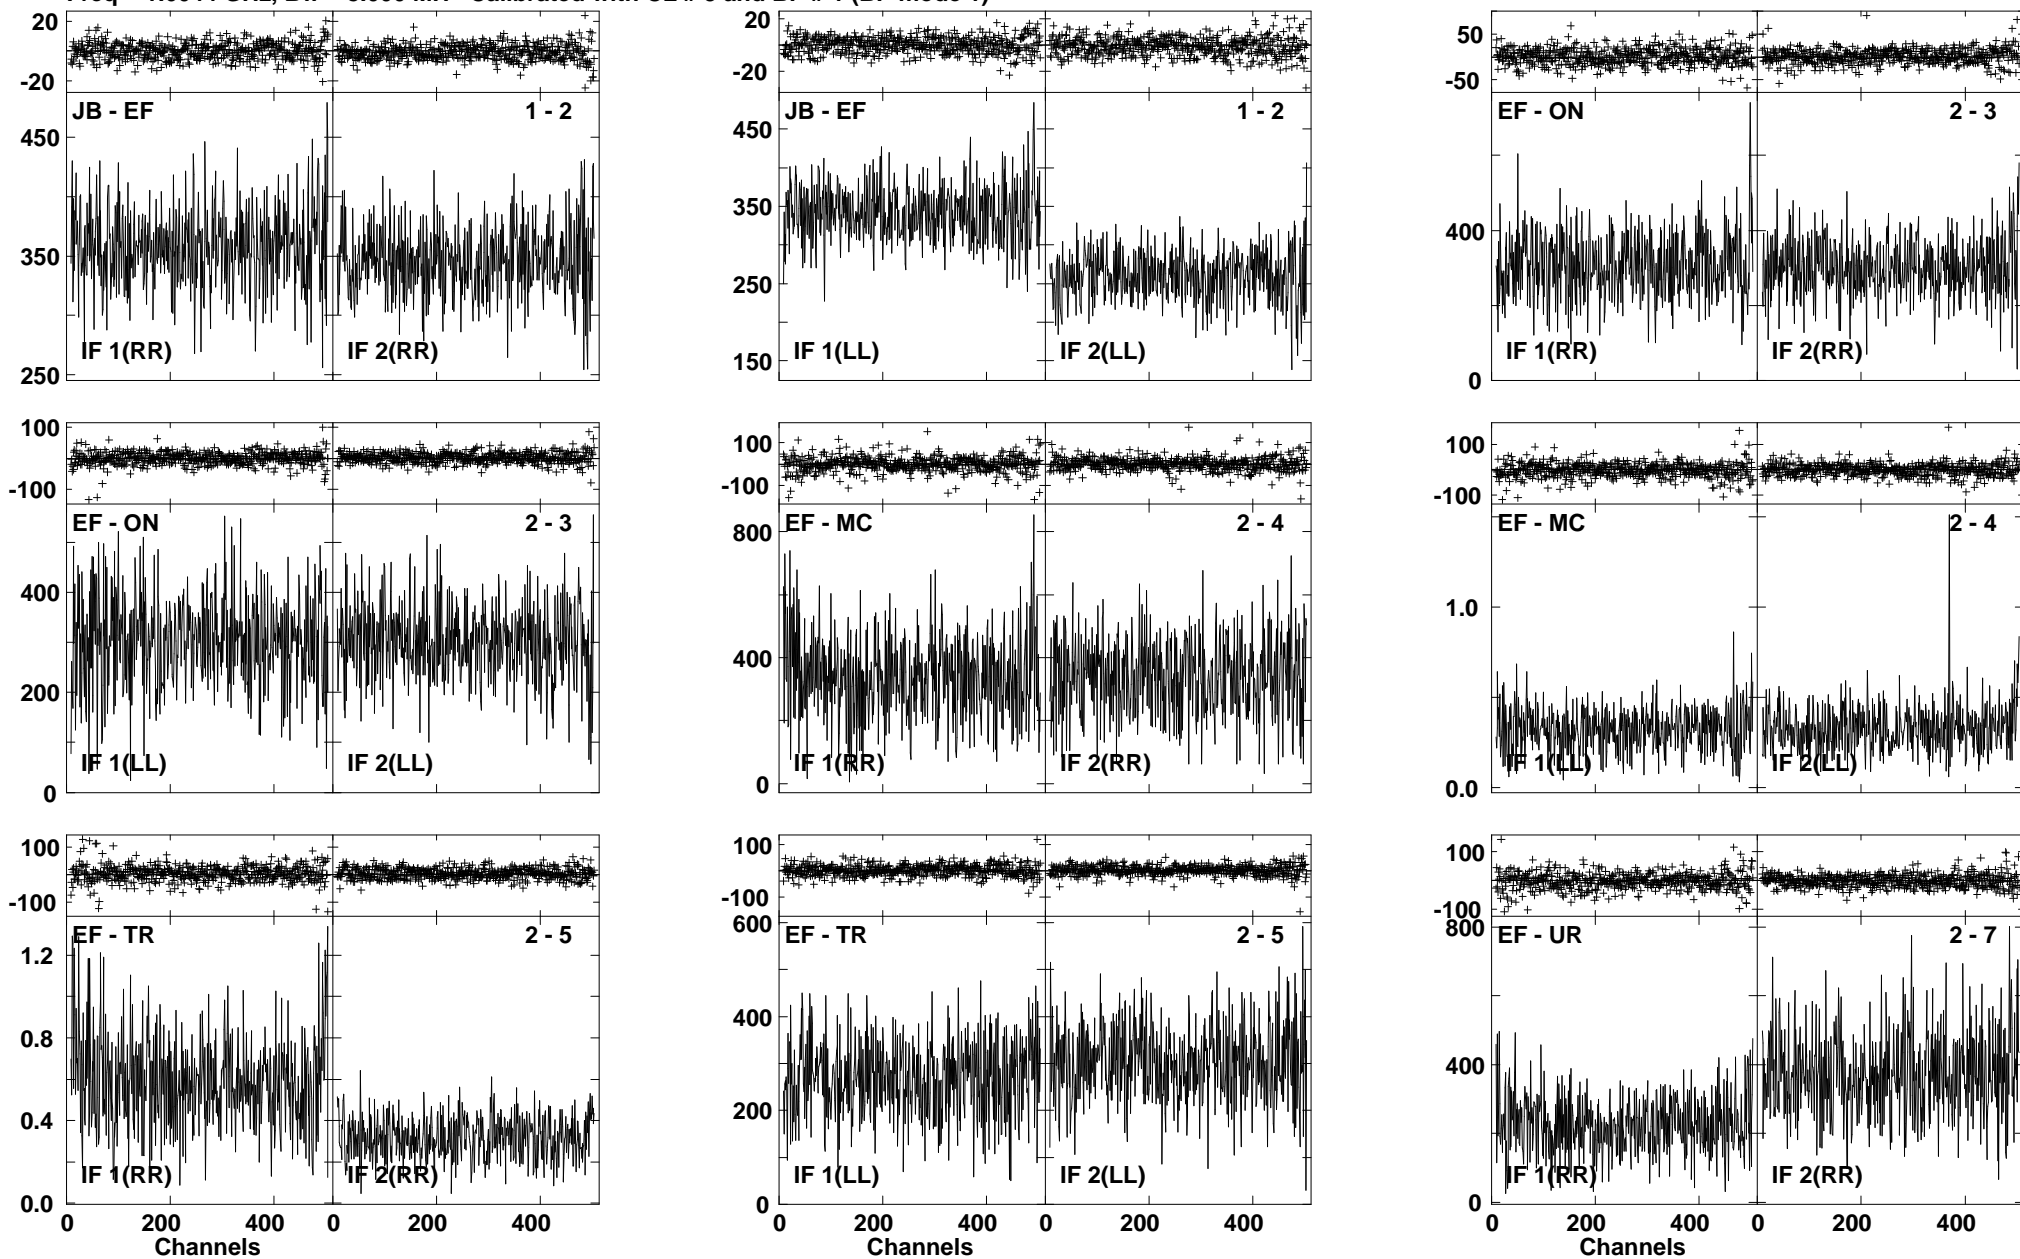 20
-20
JB - EF
1 - 2
450
350
250
IF 1(RR)
IF 2(RR)
20
-20
JB - EF
1 - 2
450
350
250
150
IF 1(LL)
IF 2(LL)
50
-50
EF - ON
2 - 3
400
0
IF 1(RR)
IF 2(RR)
100
-100
EF - ON
2 - 3
400
200
0
IF 1(LL)
IF 2(LL)
100
-100
EF - MC
2 - 4
800
400
0
IF 1(RR)
IF 2(RR)
100
-100
EF - MC
2 - 4
1.0
0.0
IF 1(LL)
IF 2(LL)
100
-100
EF - TR
2 - 5
1.2
0.8
0.4
0.0
IF 1(RR)
IF 2(RR)
0 200 400 0 200 400
Channels
100
-100
600
EF - TR
2 - 5
400
200
0
IF 1(LL)
IF 2(LL)
0 200 400 0 200 400
Channels
100
-100
800
EF - UR
2 - 7
400
0
IF 1(RR)
IF 2(RR)
0 200 400 0 200 400
Channels